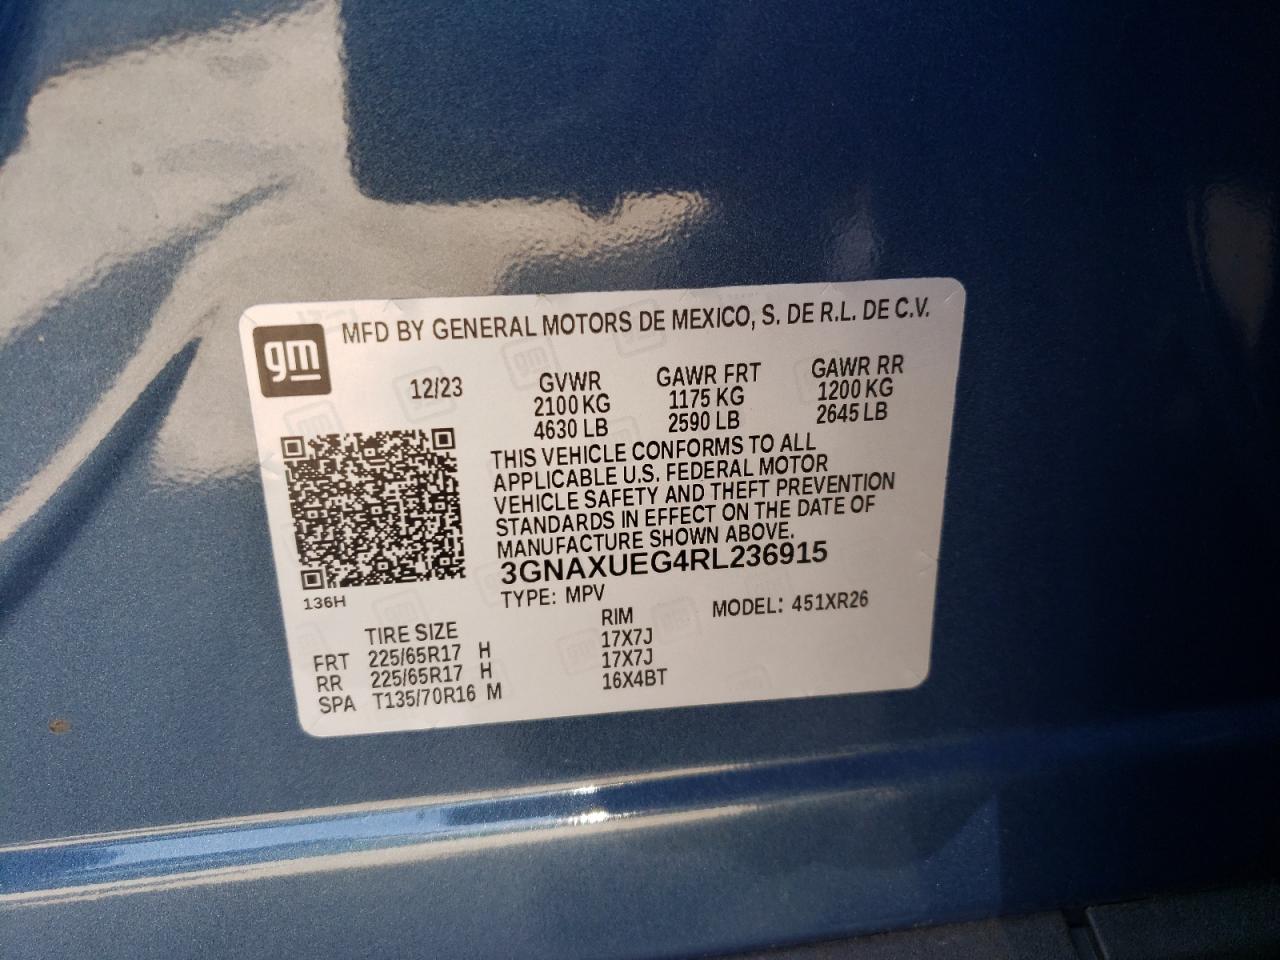 gm
MFD BY GENERAL MOTORS DE MEXICO, S. DE R.L. DE C.V.
12/23
GVWR
2100 KG
4630 LB
GAWR FRT
1175 KG
2590 LB
GAWR RR
1200 KG
2645 LB
THIS VEHICLE CONFORMS TO ALL
APPLICABLE U.S. FEDERAL MOTOR
VEHICLE SAFETY AND THEFT PREVENTION
STANDARDS IN EFFECT ON THE DATE OF
MANUFACTURE SHOWN ABOVE.
3GNAXUEG4RL236915
136H
TYPE: MPV
MODEL: 451XR26
TIRE SIZE RIM
FRT 225/65R17 H 17X7J
RR 225/65R17 H 17X7J
SPA T135/70R16 M 16X4BT